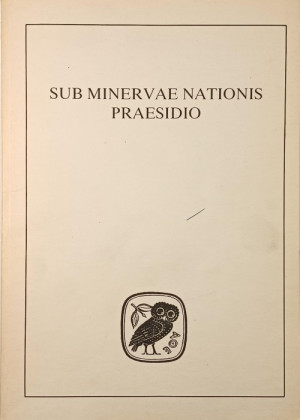 SUB MINERVAE NATIONIS
PRAESIDIO